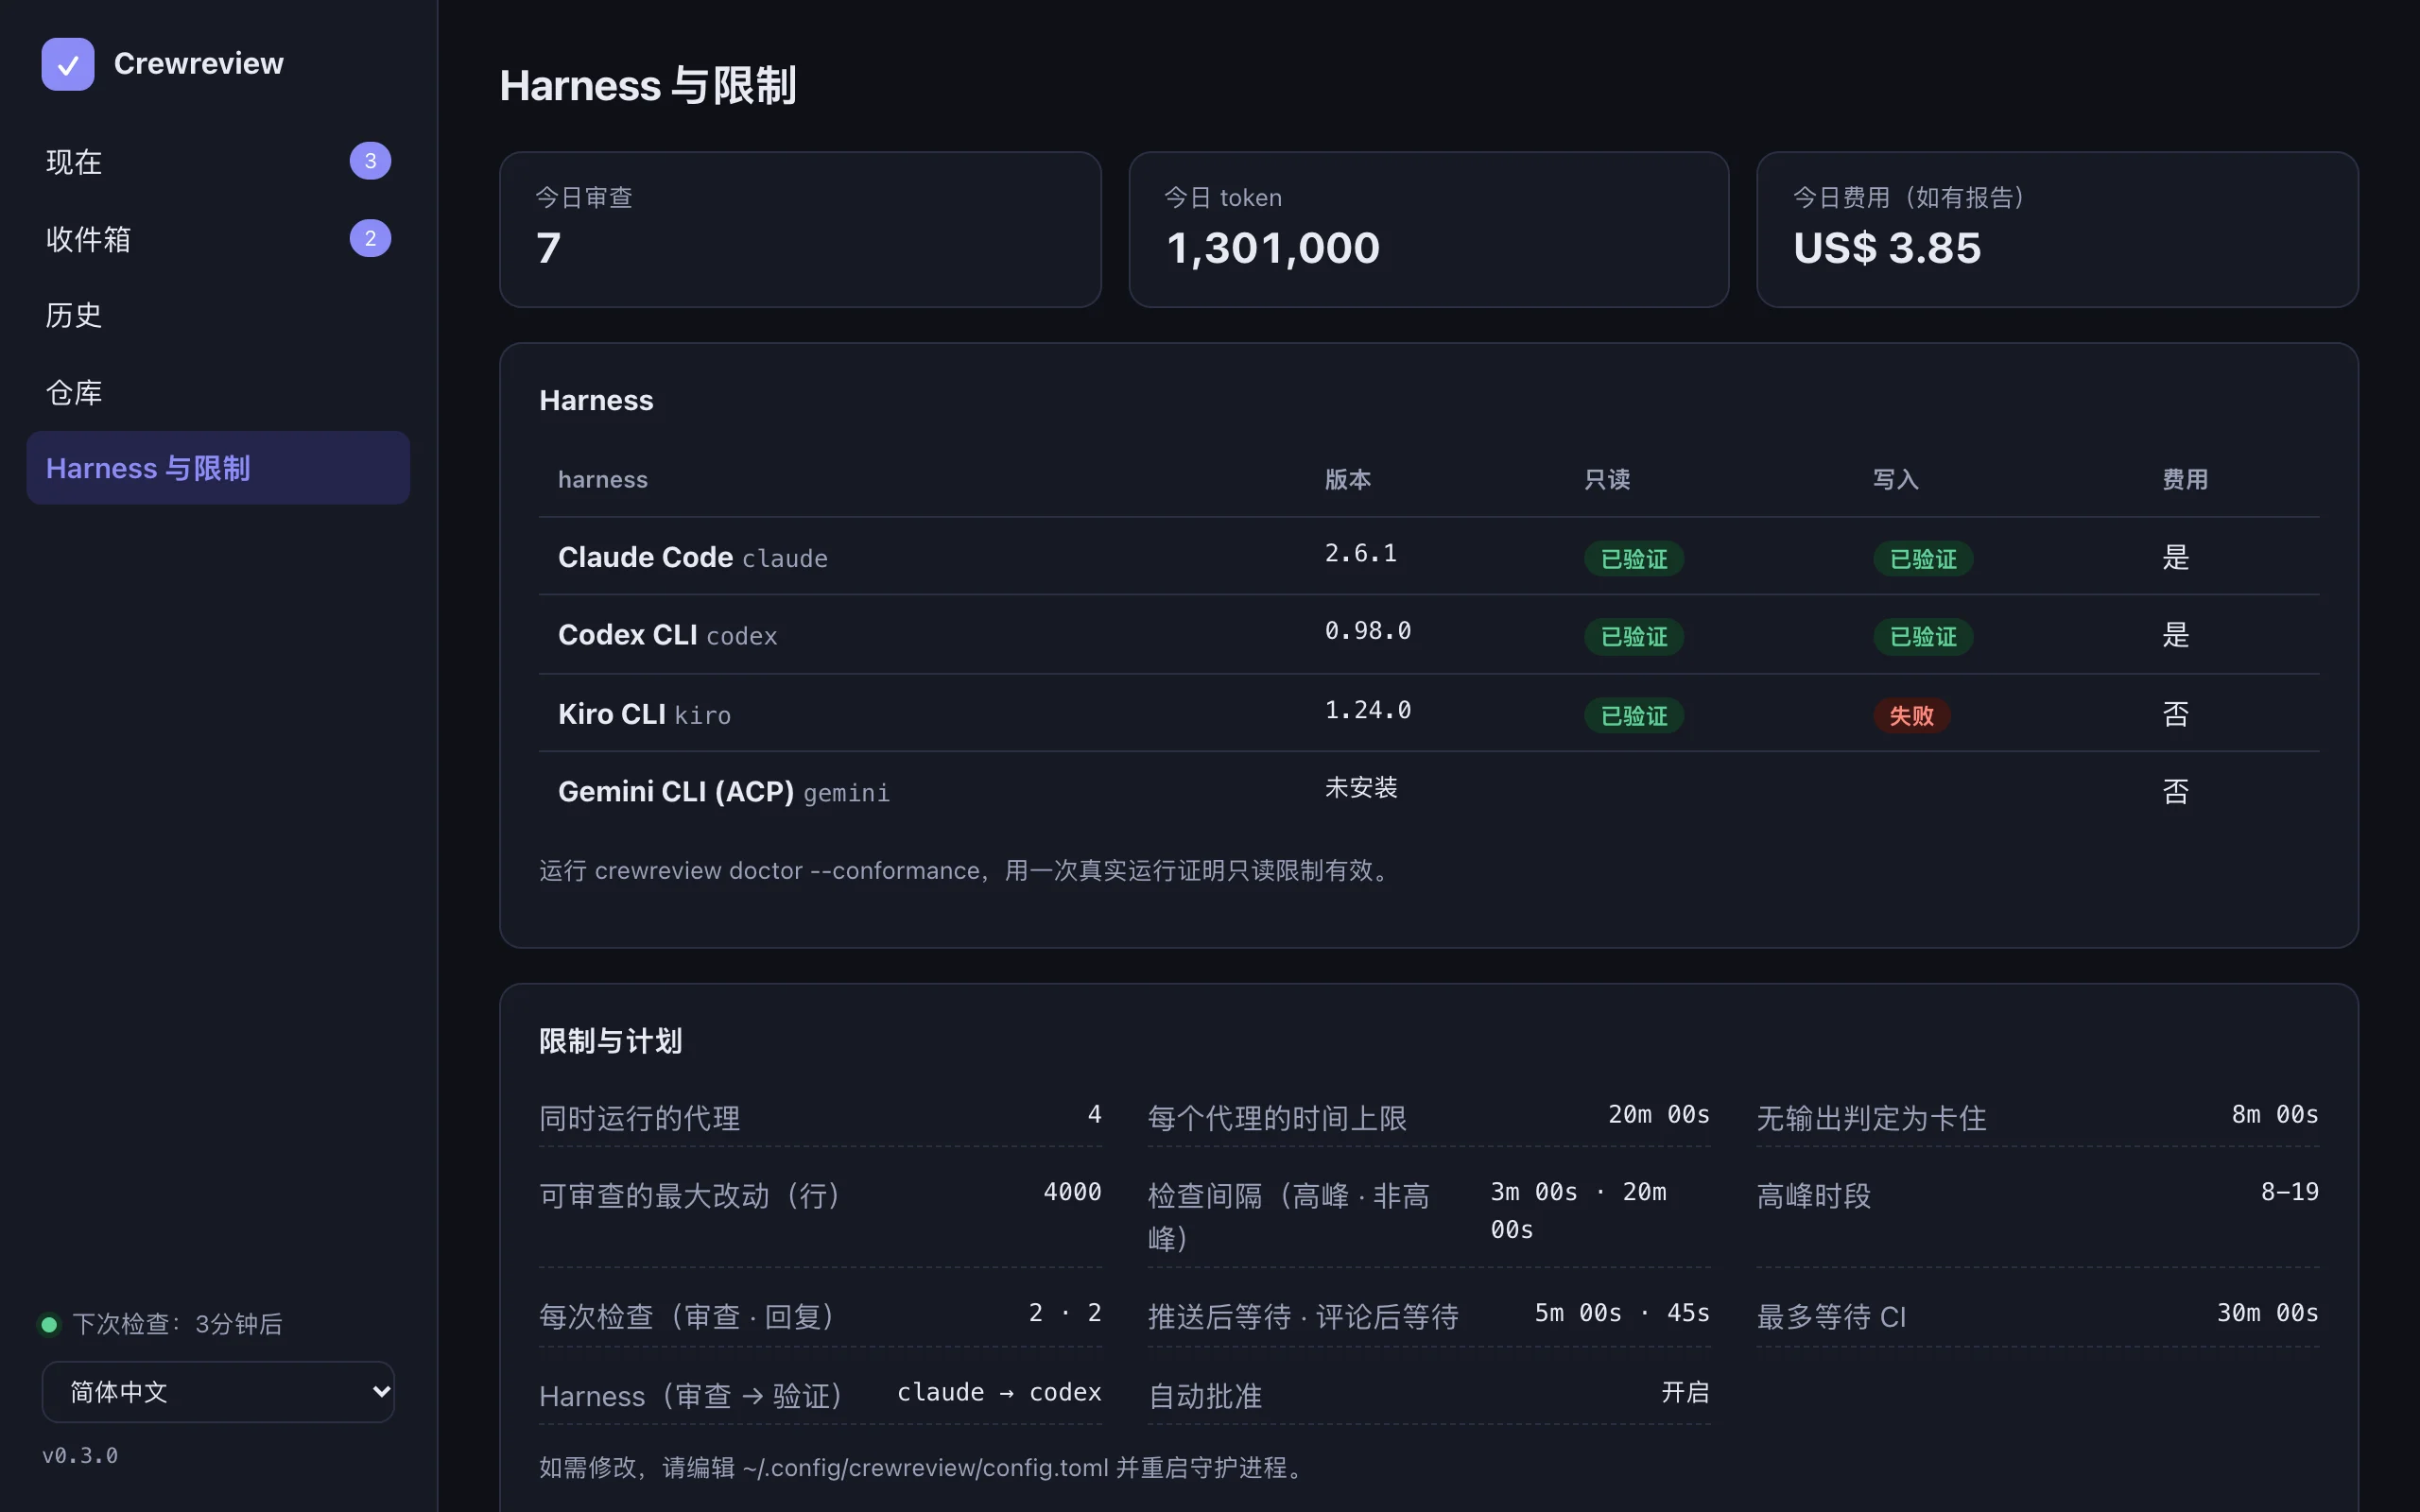 Crewreview
现在 3
收件箱 2
历史
仓库
Harness 与限制
下次检查：3分钟后
简体中文
v0.3.0
Harness 与限制
今日审查
7
今日 token
1,301,000
今日费用（如有报告）
US$ 3.85
Harness
harness 版本 只读 写入 费用
Claude Code claude 2.6.1 已验证 已验证 是
Codex CLI codex 0.98.0 已验证 已验证 是
Kiro CLI kiro 1.24.0 已验证 失败 否
Gemini CLI (ACP) gemini 未安装 否
运行 crewreview doctor --conformance，用一次真实运行证明只读限制有效。
限制与计划
同时运行的代理 4
每个代理的时间上限 20m 00s
无输出判定为卡住 8m 00s
可审查的最大改动（行） 4000
检查间隔（高峰 · 非高
峰） 3m 00s · 20m
00s
高峰时段 8–19
每次检查（审查 · 回复） 2 · 2
推送后等待 · 评论后等待 5m 00s · 45s
最多等待 CI 30m 00s
Harness（审查 → 验证） claude → codex
自动批准 开启
如需修改，请编辑 ~/.config/crewreview/config.toml 并重启守护进程。